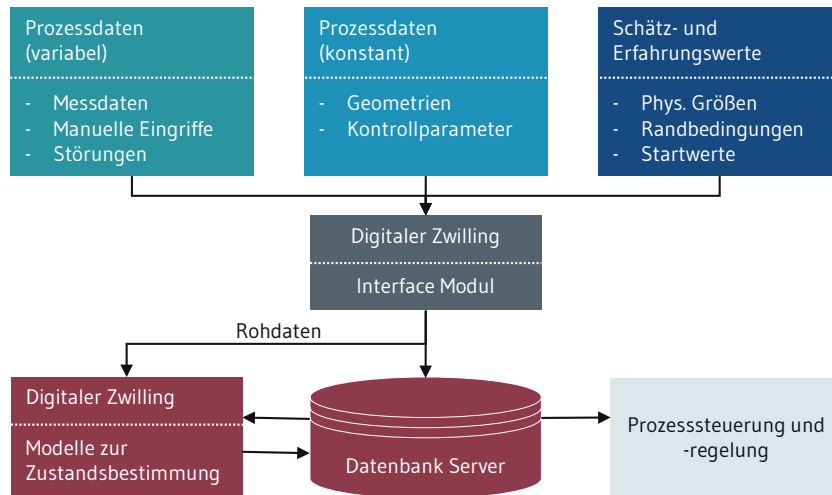 Prozessdaten
(variabel)
- Messdaten
- Manuelle Eingriffe
- Störungen
Prozessdaten
(konstant)
- Geometrien
- Kontrollparameter
Schätz- und
Erfahrungswerte
- Phys. Größen
- Randbedingungen
- Startwerte
Digitaler Zwilling
Interface Modul
Rohdaten
Digitaler Zwilling
Modelle zur
Zustandsbestimmung
Datenbank Server
Prozesssteuerung und
-regelung